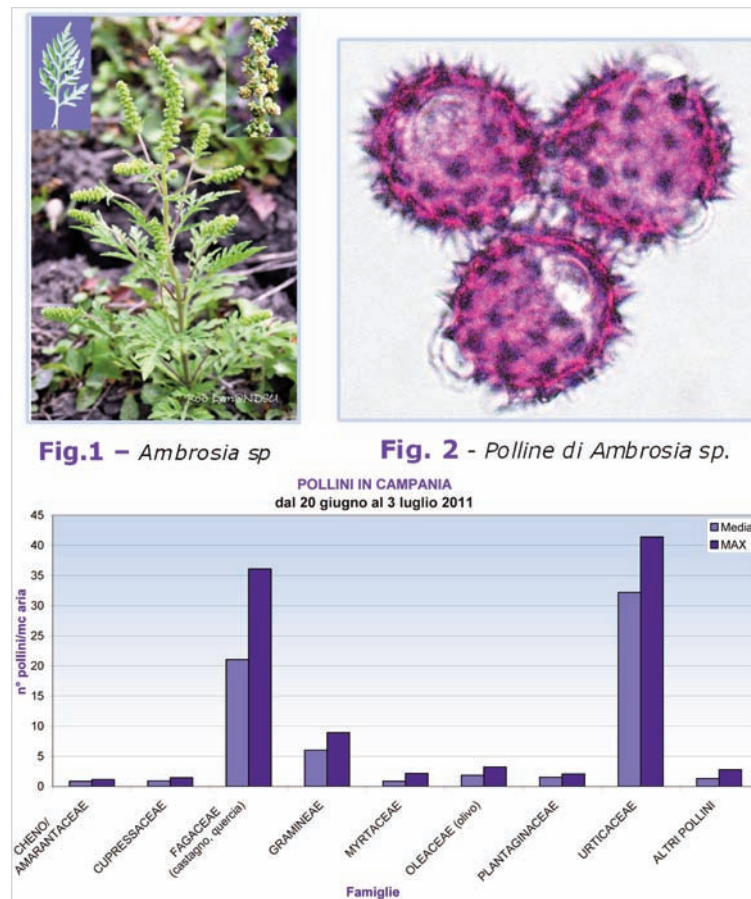 Fig.1 – Ambrosia sp
Fig. 2 - Polline di Ambrosia sp.
POLLINI IN CAMPANIA
dal 20 giugno al 3 luglio 2011
n° pollini/mc aria
45
40
35
30
25
20
15
10
5
0
Media
MAX
CHENO/
AMARANTACEAE
CUPRESSACEAE
FAGACEAE
(castagno, quercia)
GRAMINEAE
MYRTACEAE
OLEACEAE (olivo)
PLANTAGINACEAE
URTICACEAE
ALTRI POLLINI
Famiglie